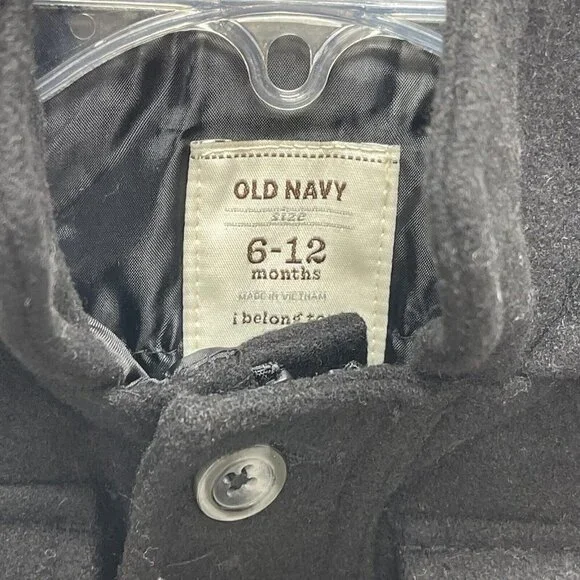 OLD NAVY
size
6-12
months
MADE IN VIETNAM
i belong to